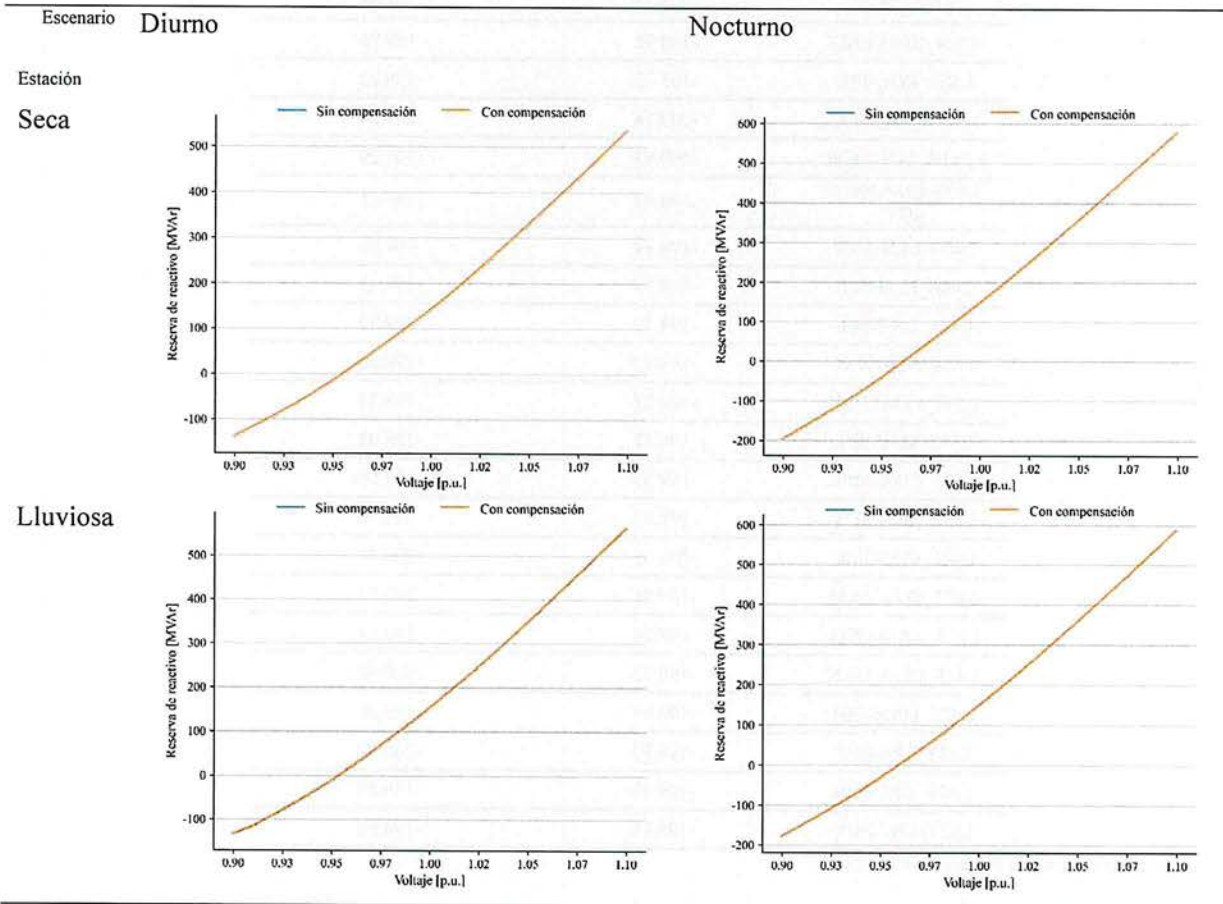 Escenario Diurno Nocturno
Estación
Seca
Sin compensación Con compensación
Reserva de reactivo [MVAr]
500
400
300
200
100
0
-100
0.90 0.93 0.95 0.97 1.00 1.02 1.05 1.07 1.10
Voltaje [p.u.]
Sin compensación Con compensación
Reserva de reactivo [MVAr]
600
500
400
300
200
100
0
-100
-200
0.90 0.93 0.95 0.97 1.00 1.02 1.05 1.07 1.10
Voltaje [p.u.]
Lluviosa
Sin compensación Con compensación
Reserva de reactivo [MVAr]
500
400
300
200
100
0
-100
0.90 0.93 0.95 0.97 1.00 1.02 1.05 1.07 1.10
Voltaje [p.u.]
Sin compensación Con compensación
Reserva de reactivo [MVAr]
600
500
400
300
200
100
0
-100
-200
0.90 0.93 0.95 0.97 1.00 1.02 1.05 1.07 1.10
Voltaje [p.u.]